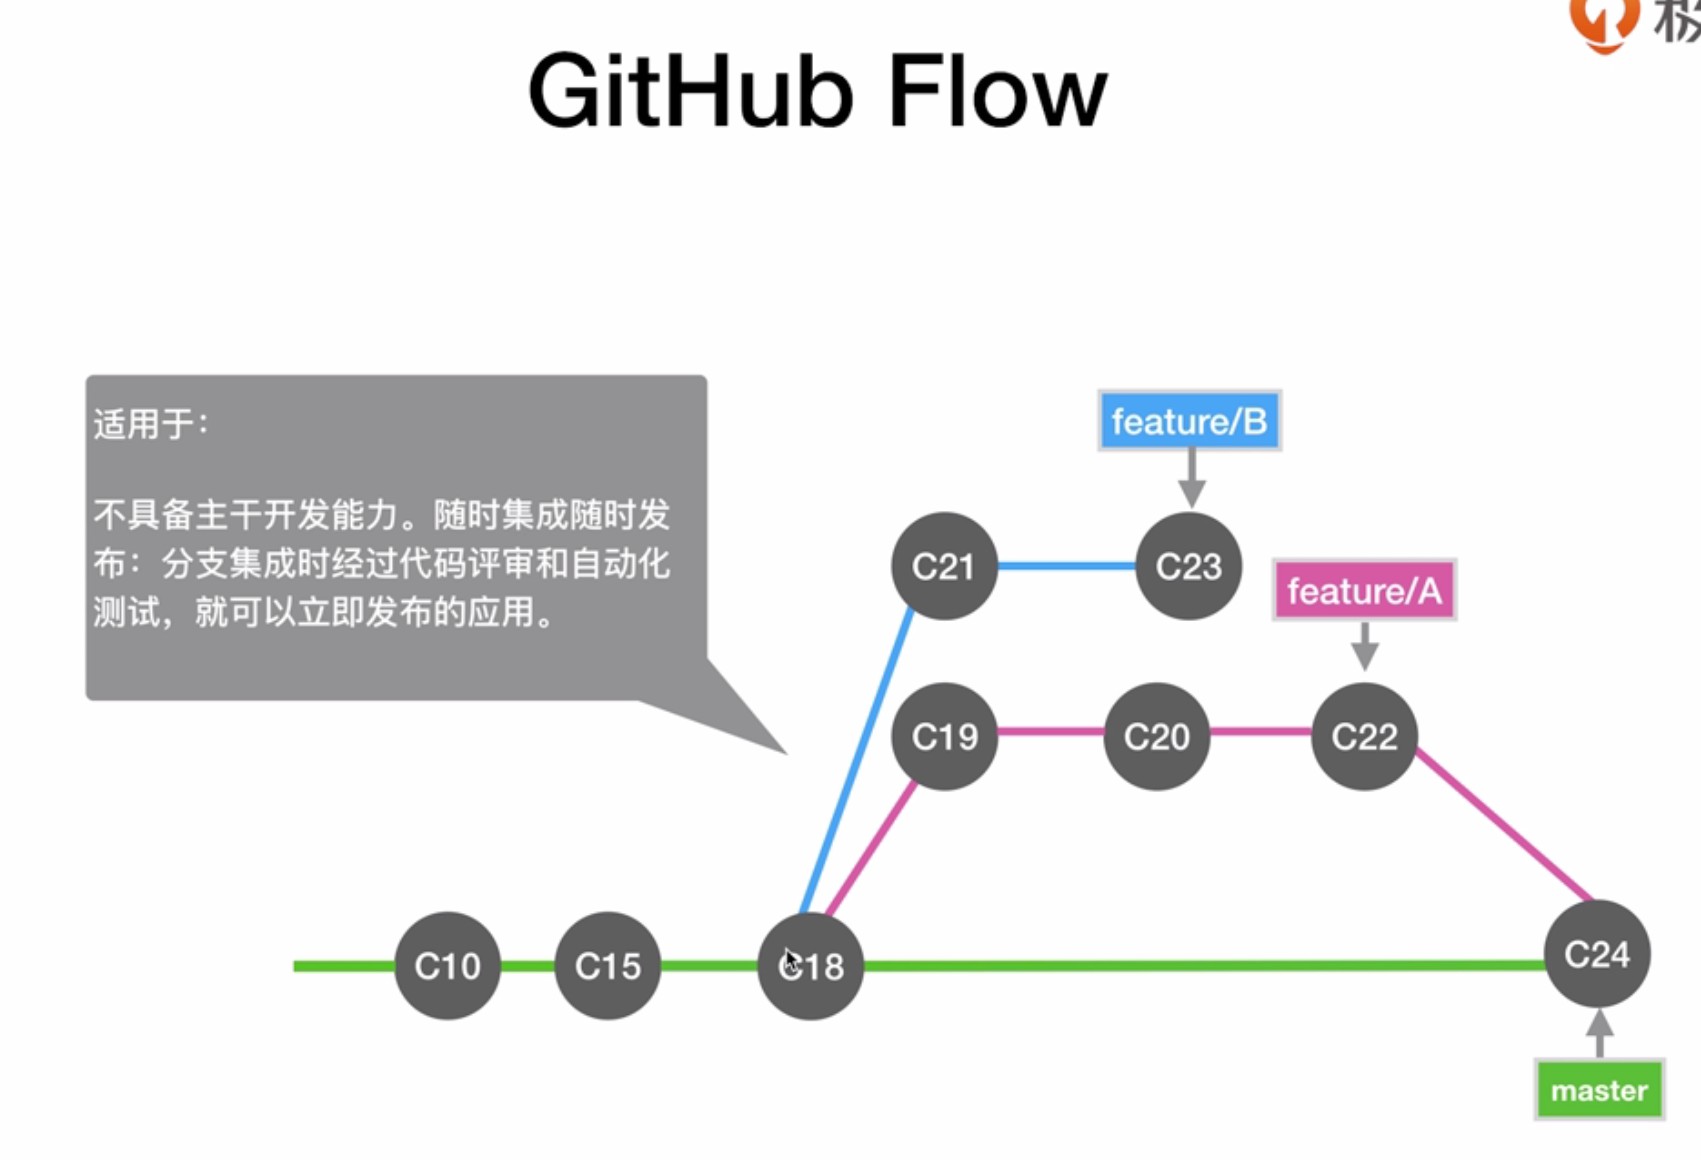 极
GitHub Flow
适用于：
不具备主干开发能力。随时集成随时发
布：分支集成时经过代码评审和自动化
测试，就可以立即发布的应用。
feature/B
C21
C23
feature/A
C19
C20
C22
C10
C15
C18
C24
master